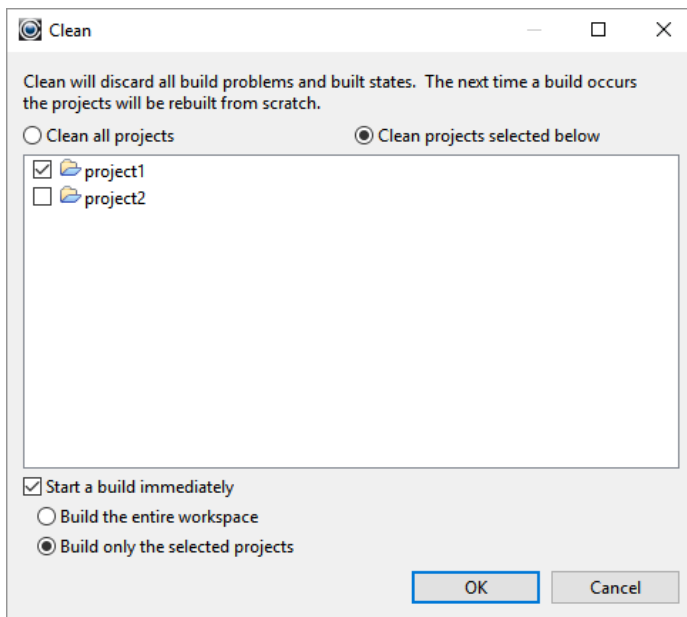 Clean
Clean will discard all build problems and built states.  The next time a build occurs
the projects will be rebuilt from scratch.
Clean all projects
Clean projects selected below
project1
project2
Start a build immediately
Build the entire workspace
Build only the selected projects
OK
Cancel